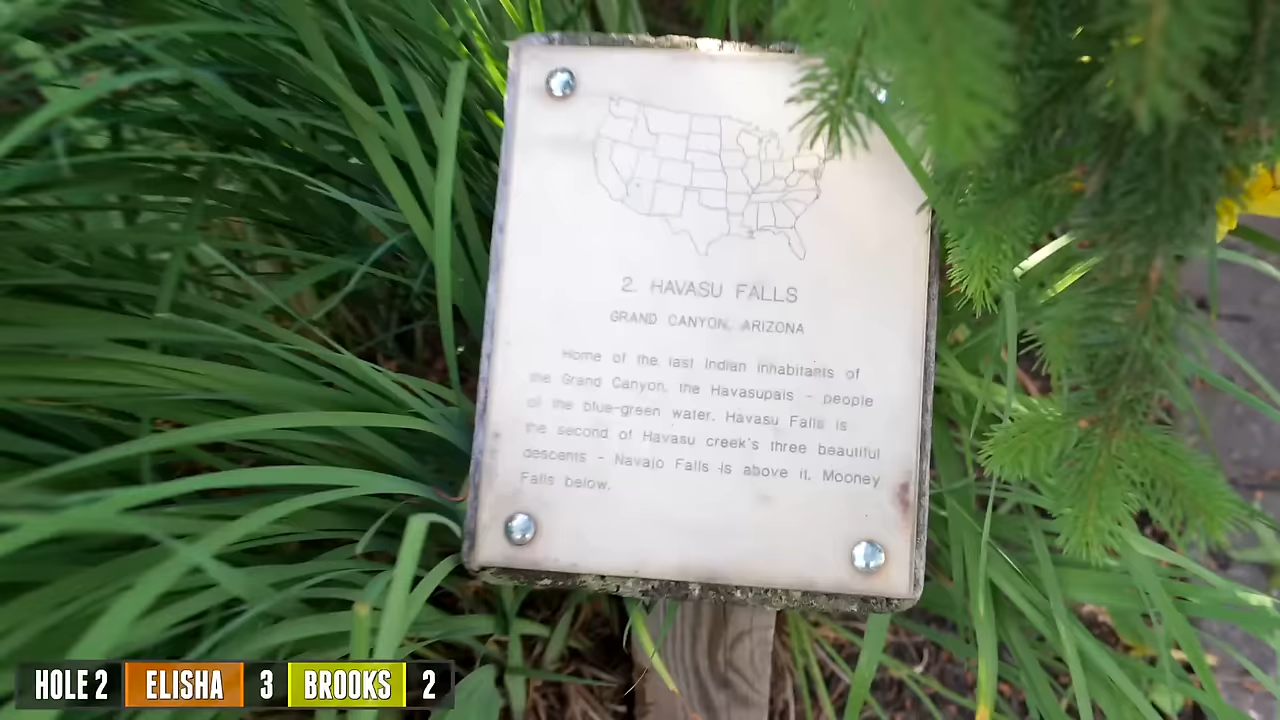 2. HAVASU FALLS
GRAND CANYON, ARIZONA
Home of the last Indian inhabitants of
the Grand Canyon, the Havasupais - people
of the blue-green water. Havasu Falls is
the second of Havasu creek's three beautiful
descents - Navajo Falls is above it, Mooney
Falls below.
HOLE 2 ELISHA 3 BROOKS 2